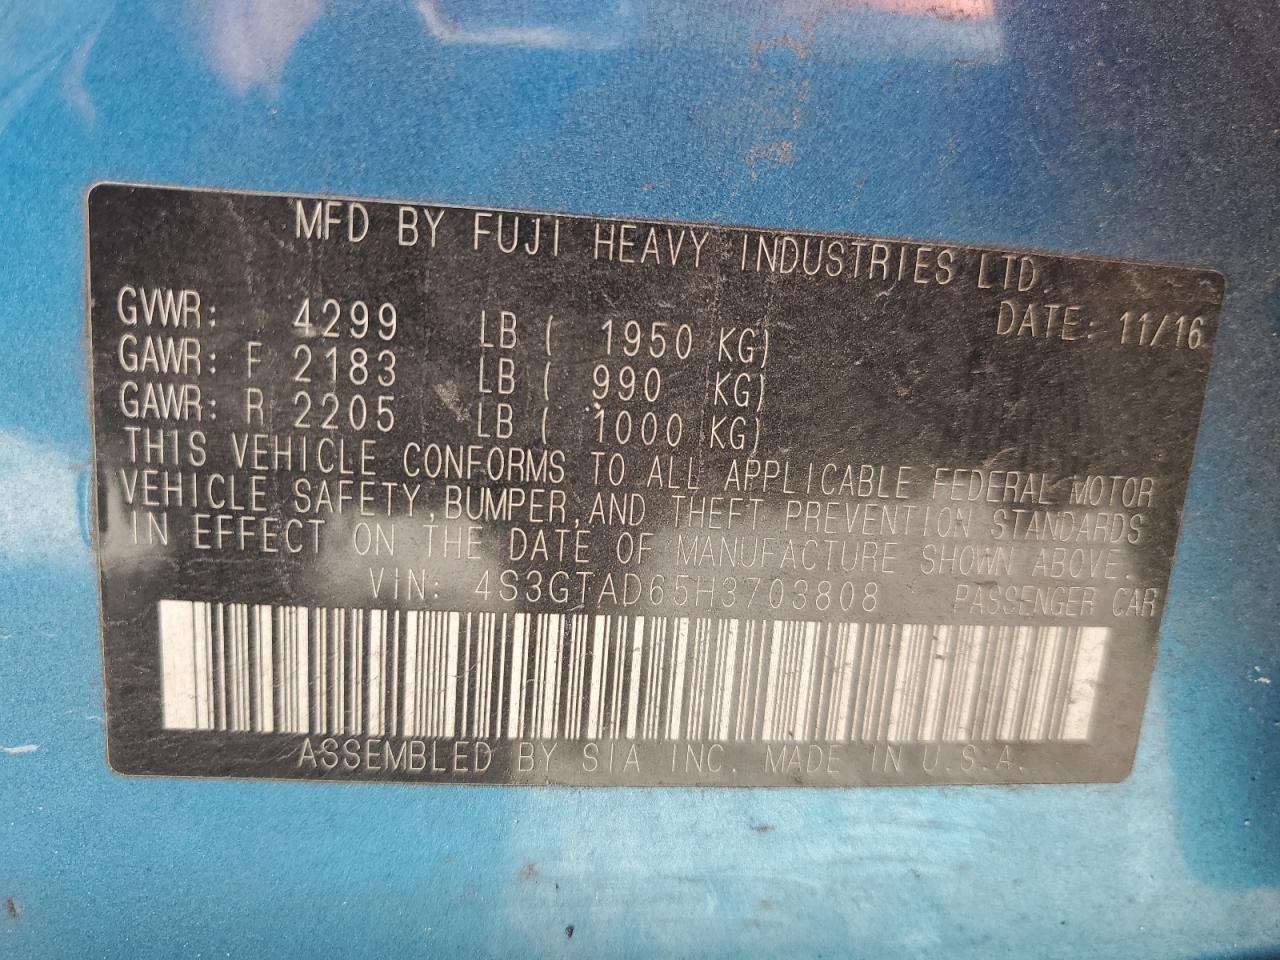 MFD BY FUJI HEAVY INDUSTRIES LTD.
DATE: 11/16
GVWR: 4299 LB ( 1950 KG)
GAWR: F 2183 LB ( 990 KG)
GAWR: R 2205 LB ( 1000 KG)
THIS VEHICLE CONFORMS TO ALL APPLICABLE FEDERAL MOTOR
VEHICLE SAFETY, BUMPER, AND THEFT PREVENTION STANDARDS
IN EFFECT ON THE DATE OF MANUFACTURE SHOWN ABOVE.
VIN: 4S3GTAD65H3703808 PASSENGER CAR
ASSEMBLED BY SIA INC. MADE IN U.S.A.